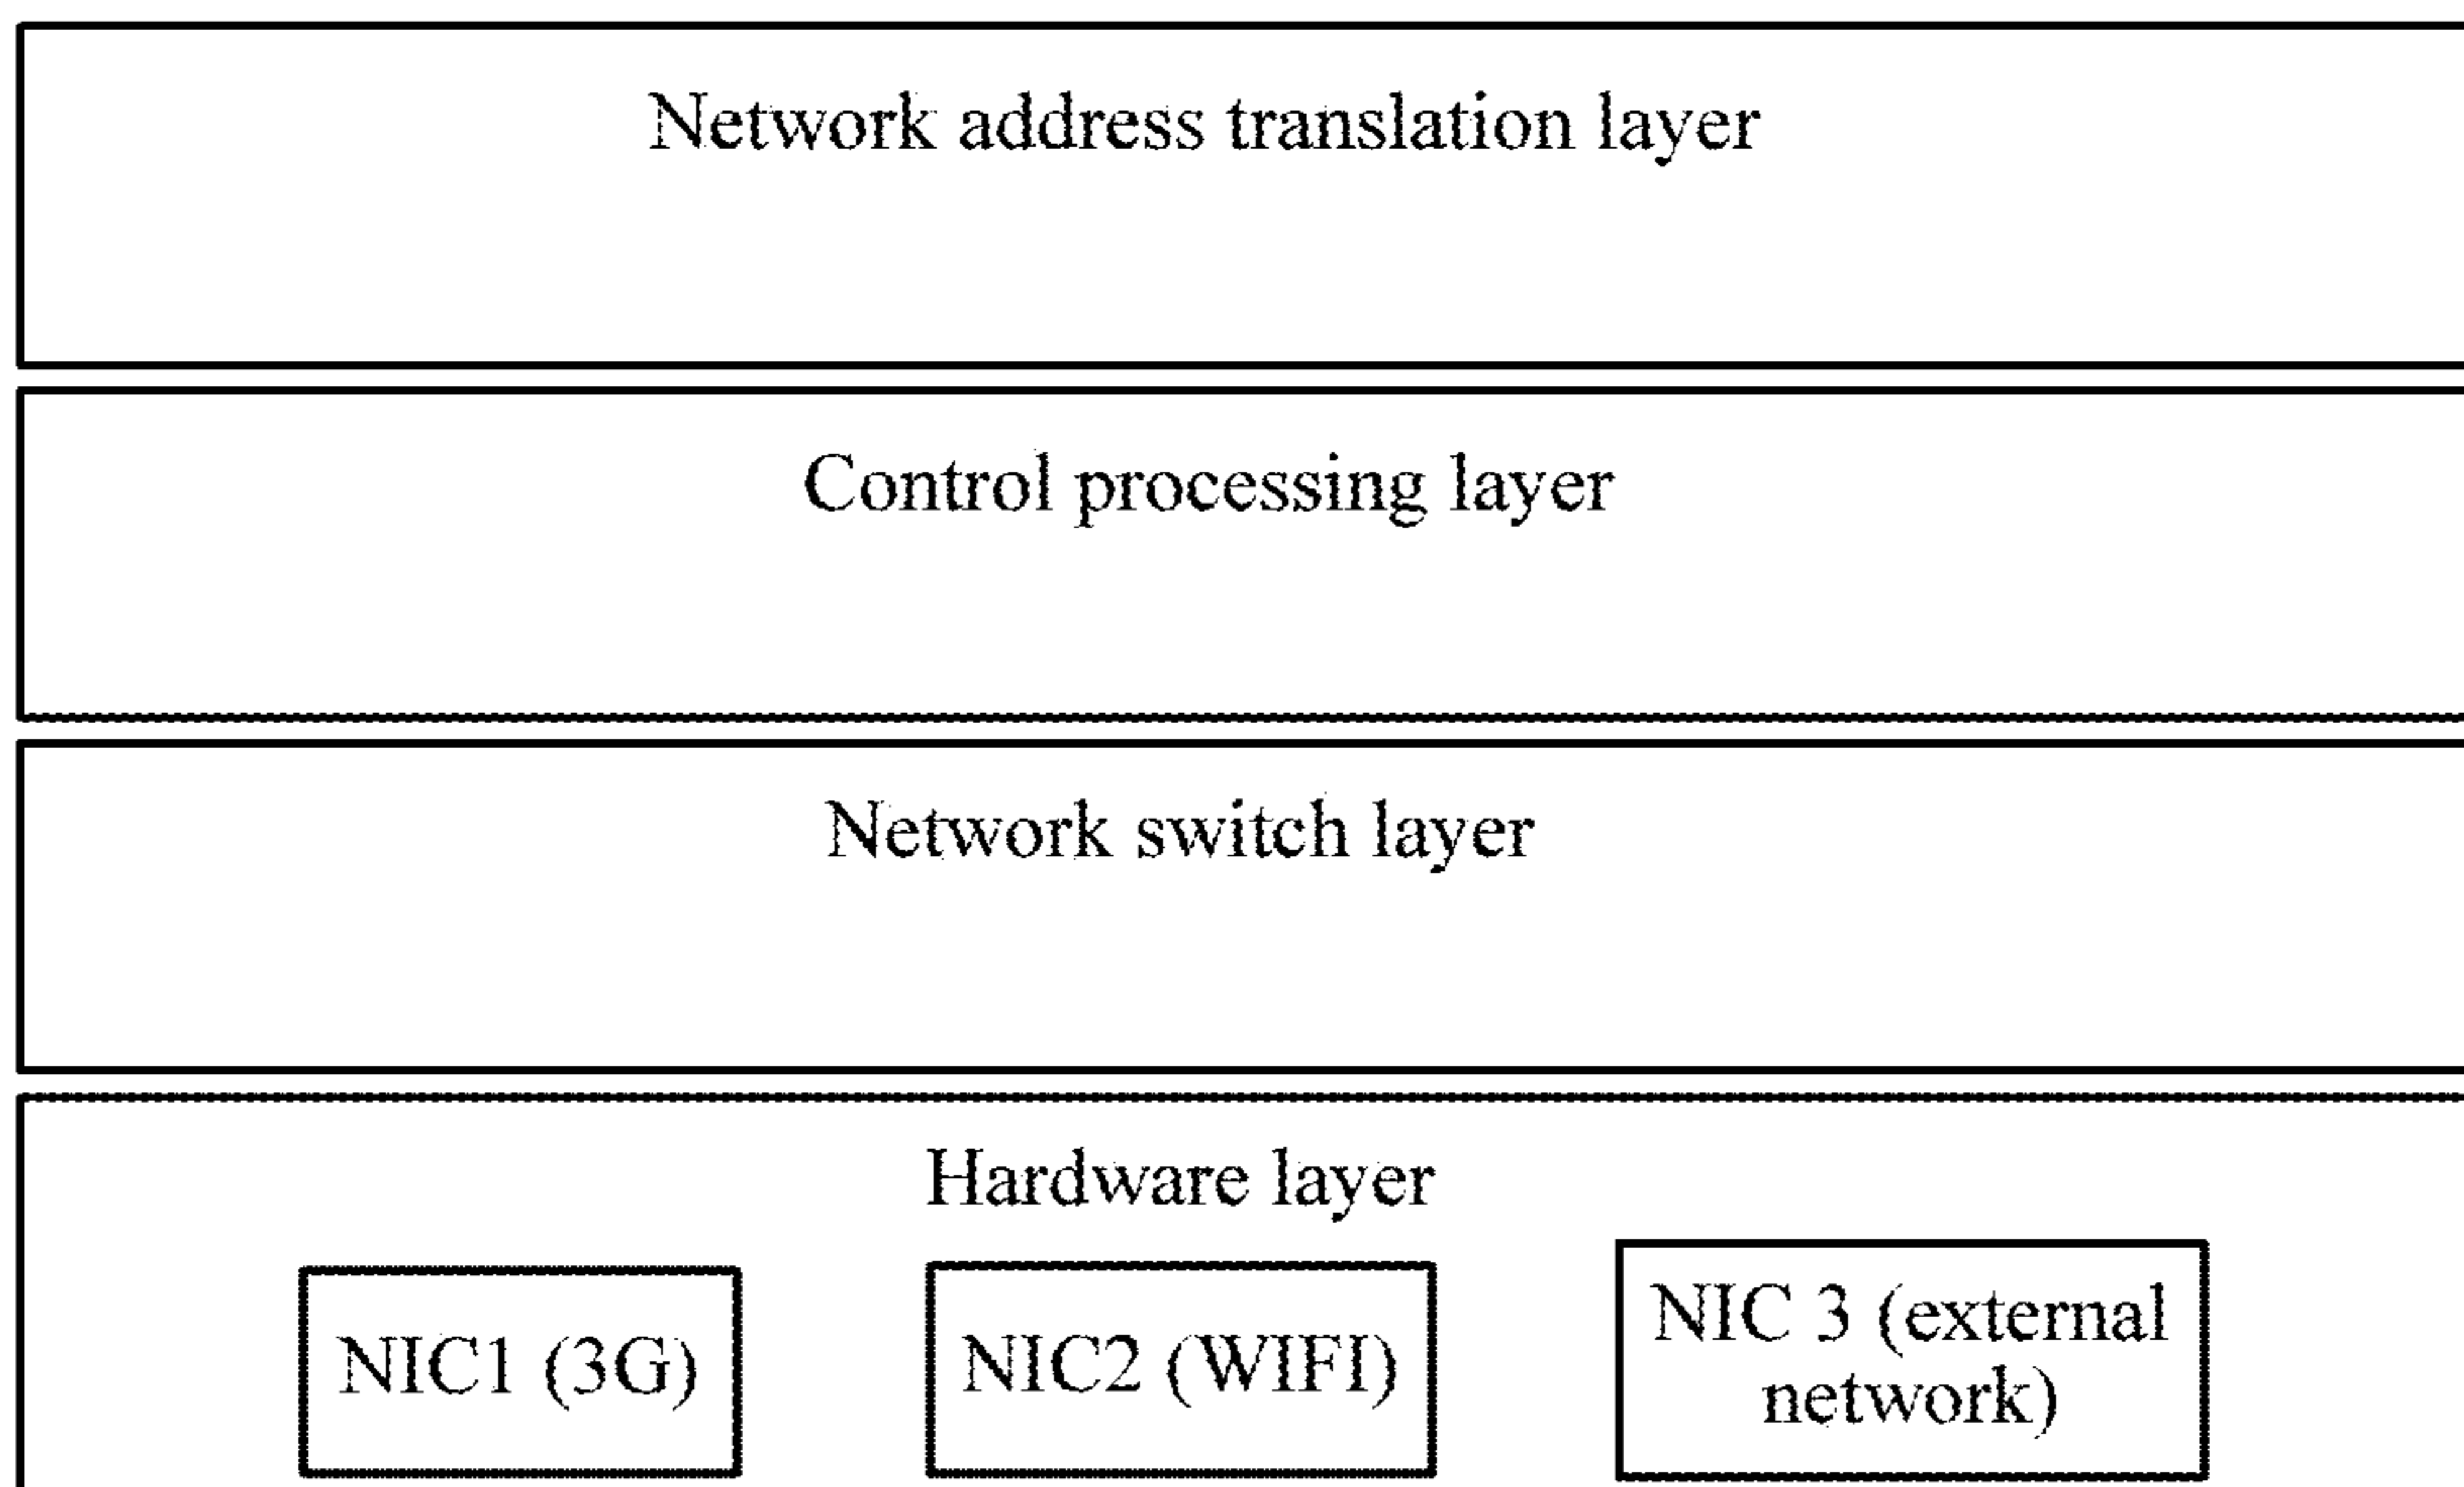 Network address translation layer
Control processing layer
Network switch layer
Hardware layer
NIC1 (3G)
NIC2 (WIFI)
NIC 3 (external
network)